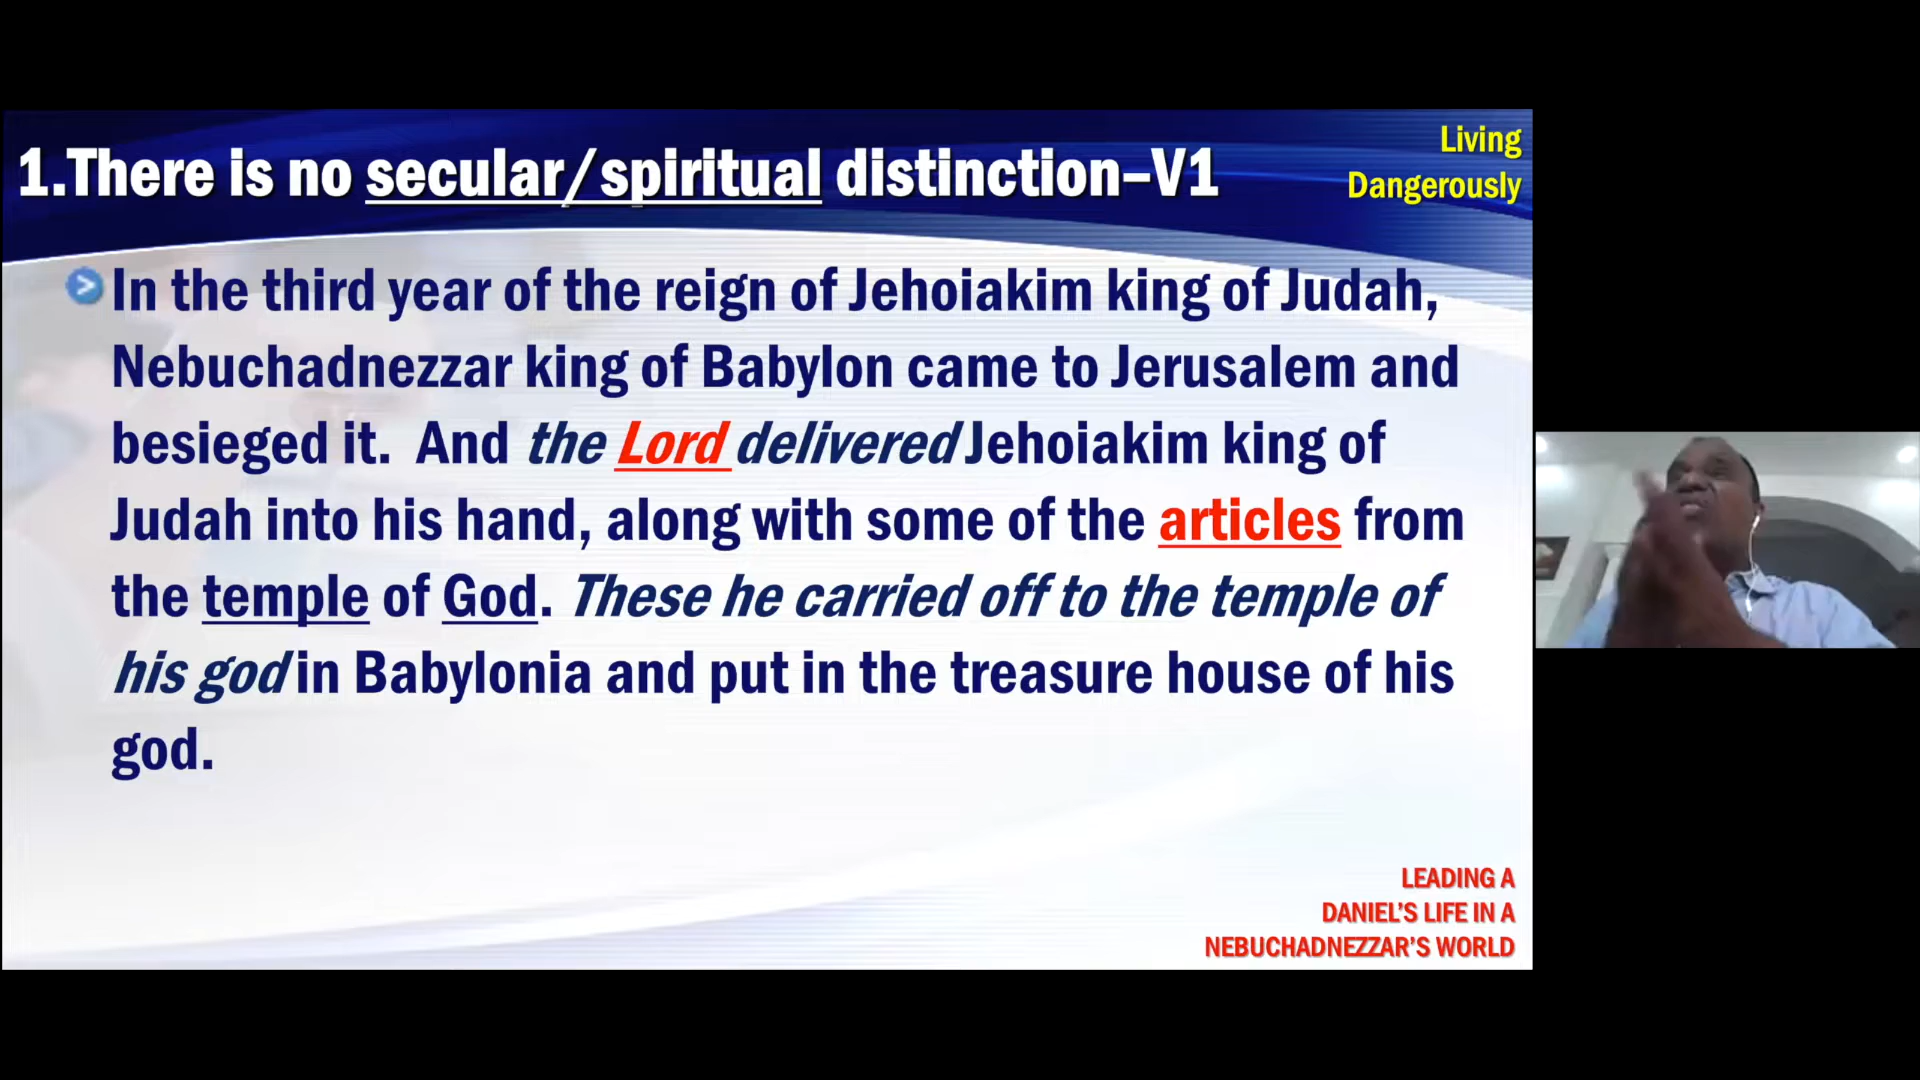 1.There is no secular/spiritual distinction–V1
Living
Dangerously
In the third year of the reign of Jehoiakim king of Judah,
Nebuchadnezzar king of Babylon came to Jerusalem and
besieged it. And the Lord delivered Jehoiakim king of
Judah into his hand, along with some of the articles from
the temple of God. These he carried off to the temple of
his god in Babylonia and put in the treasure house of his
god.
LEADING A
DANIEL'S LIFE IN A
NEBUCHADNEZZAR'S WORLD